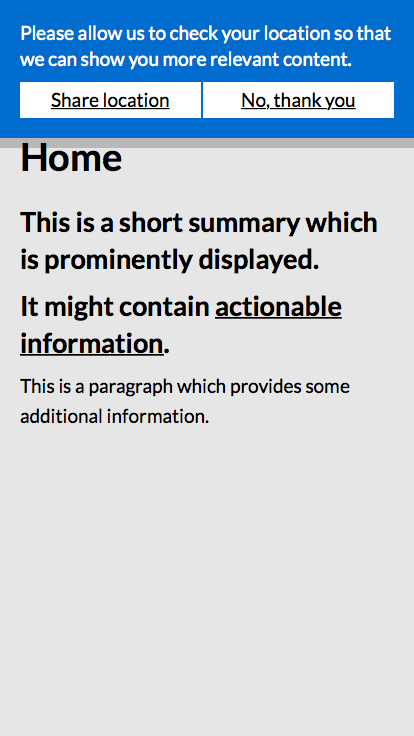 Please allow us to check your location so that
we can show you more relevant content.
Share location
No, thank you
Home
This is a short summary which
is prominently displayed.
It might contain actionable
information.
This is a paragraph which provides some
additional information.